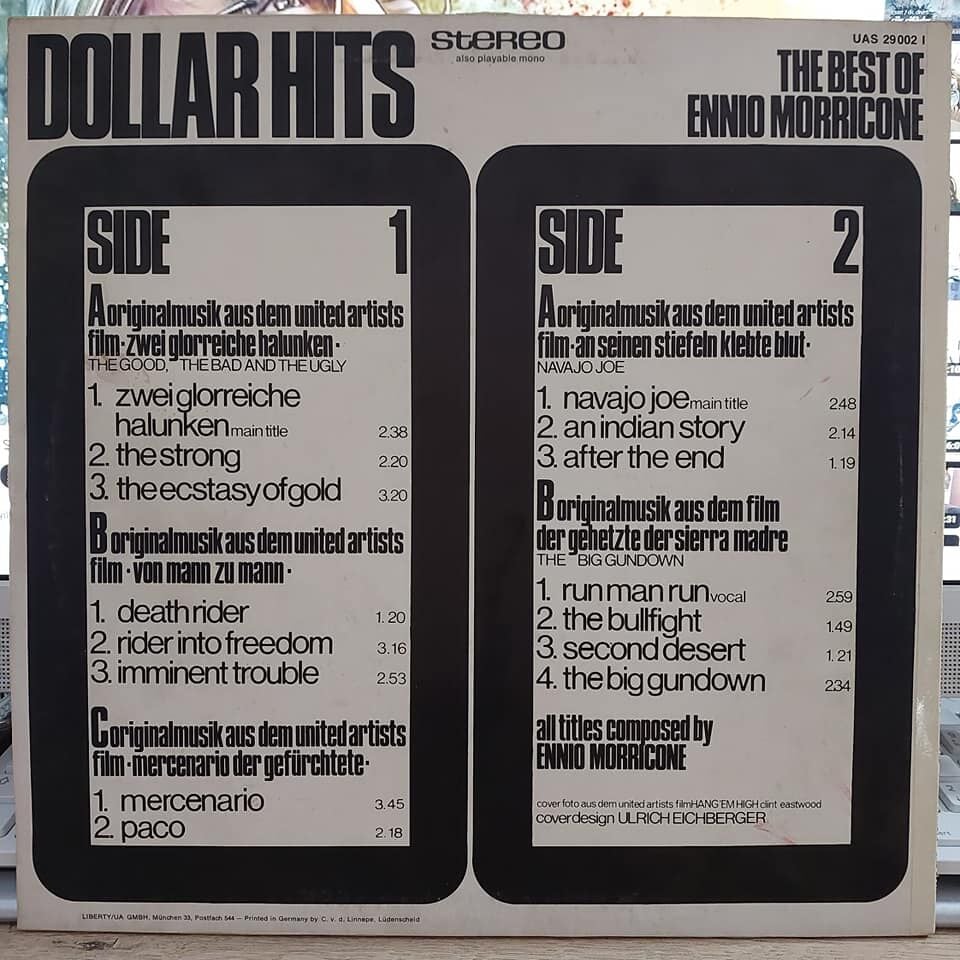 DOLLAR HITS
stereo
also playable mono
UAS 29 002 I
THE BEST OF
ENNIO MORRICONE
SIDE 1
A originalmusik aus dem united artists
film · zwei glorreiche halunken ·
THE GOOD, THE BAD AND THE UGLY
1. zwei glorreiche
halunken main title 2.38
2. the strong 2.20
3. the ecstasy of gold 3.20
B originalmusik aus dem united artists
film · von mann zu mann ·
1. death rider 1.20
2. rider into freedom 3.16
3. imminent trouble 2.53
C originalmusik aus dem united artists
film · mercenario der gefürchtete ·
1. mercenario 3.45
2. paco 2.18
SIDE 2
A originalmusik aus dem united artists
film · an seinen stiefeln klebte blut ·
NAVAJO JOE
1. navajo joe main title 2.48
2. an indian story 2.14
3. after the end 1.19
B originalmusik aus dem film
der gehetzte der sierra madre
THE BIG GUNDOWN
1. run man run vocal 2.59
2. the bullfight 1.49
3. second desert 1.21
4. the big gundown 2.34
all titles composed by
ENNIO MORRICONE
cover foto aus dem united artists film HANG 'EM HIGH clint eastwood
coverdesign ULRICH EICHBERGER
LIBERTY/UA GMBH, München 33, Postfach 544 — Printed in Germany by C. v. d. Linnepe, Lüdenscheid